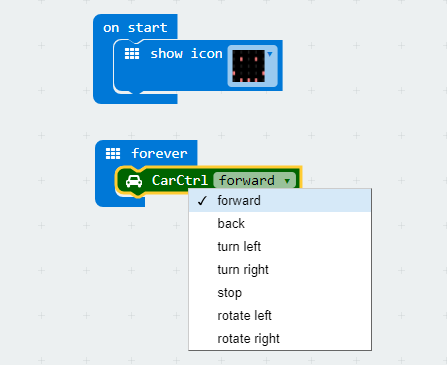 on start
show icon
forever
CarCtrl forward
✓ forward
back
turn left
turn right
stop
rotate left
rotate right